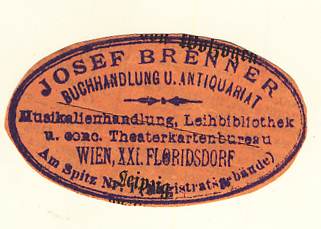 JOSEF BRENNER
BUCHHANDLUNG U. ANTIQUARIAT
Musikalienhandlung, Leihbibliothek
u. conc. Theaterkartenbureau
WIEN, XXI. FLORIDSDORF
Am Spitz Nr. 1 (Magistratsgebäude)
Leipzig